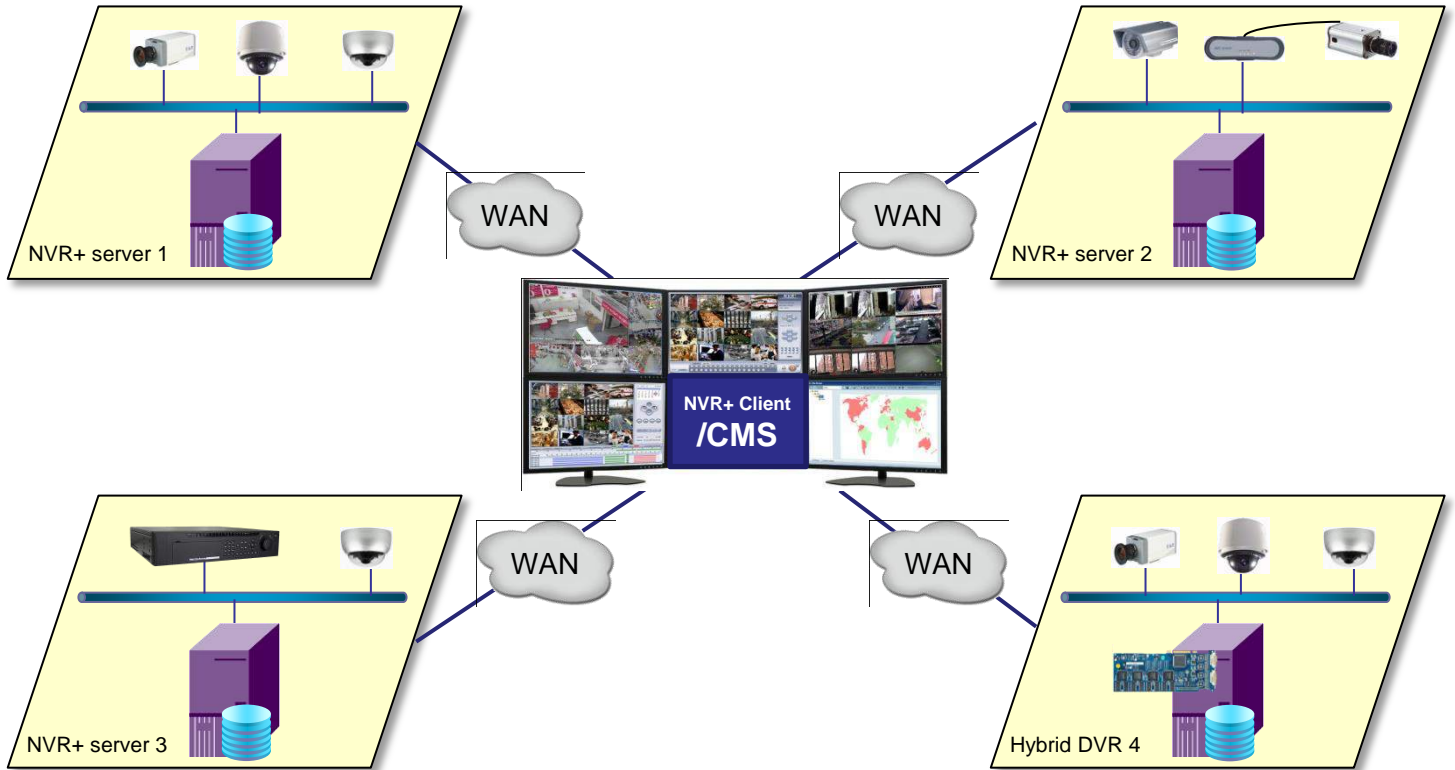 NVR+ server 1
WAN
WAN
NVR+ server 2
NVR+ Client
/CMS
NVR+ server 3
WAN
WAN
Hybrid DVR 4